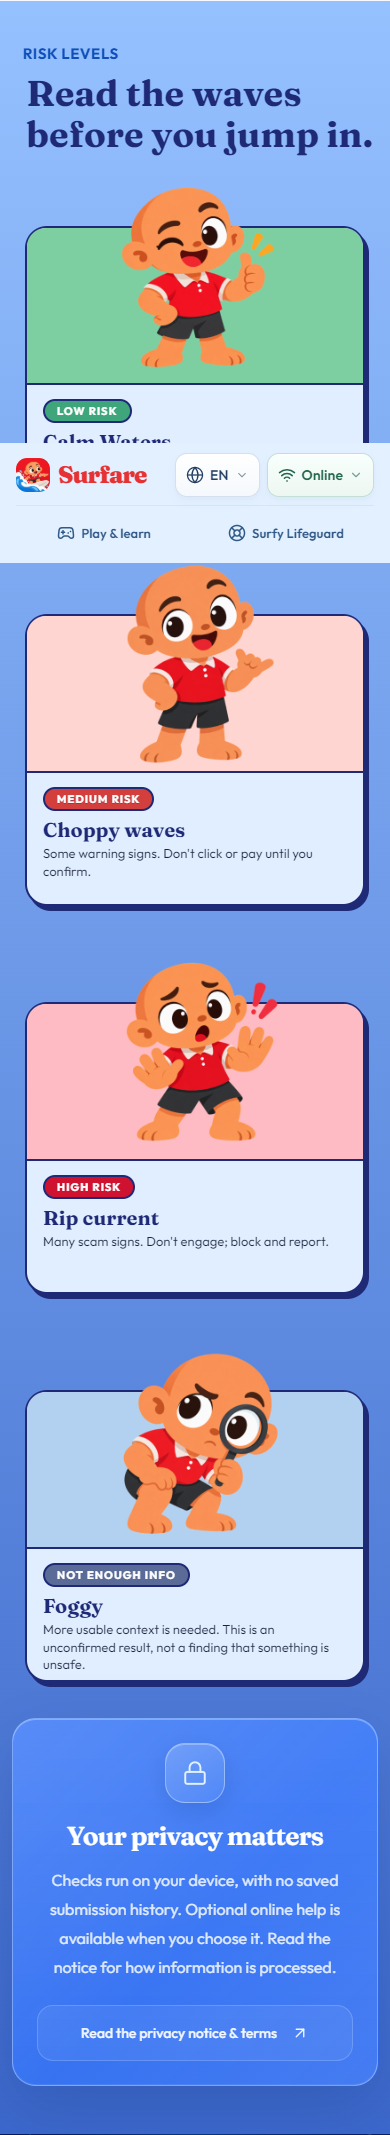 RISK LEVELS
Read the waves
before you jump in.
LOW RISK
Calm Waters
Surfare
EN
Online
Play & learn
Surfy Lifeguard
MEDIUM RISK
Choppy waves
Some warning signs. Don't click or pay until you
confirm.
HIGH RISK
Rip current
Many scam signs. Don't engage; block and report.
NOT ENOUGH INFO
Foggy
More usable context is needed. This is an
unconfirmed result, not a finding that something is
unsafe.
Your privacy matters
Checks run on your device, with no saved
submission history. Optional online help is
available when you choose it. Read the
notice for how information is processed.
Read the privacy notice & terms